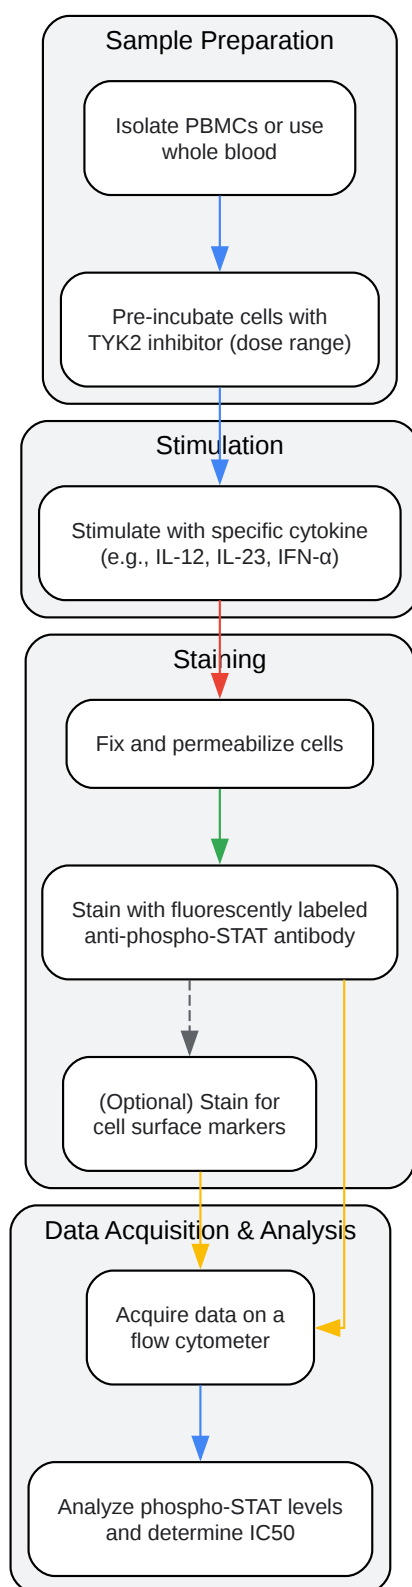 Sample Preparation
Isolate PBMCs or use
whole blood
Pre-incubate cells with
TYK2 inhibitor (dose range)
Stimulation
Stimulate with specific cytokine
(e.g., IL-12, IL-23, IFN-α)
Staining
Fix and permeabilize cells
Stain with fluorescently labeled
anti-phospho-STAT antibody
(Optional) Stain for
cell surface markers
Data Acquisition & Analysis
Acquire data on a
flow cytometer
Analyze phospho-STAT levels
and determine IC50